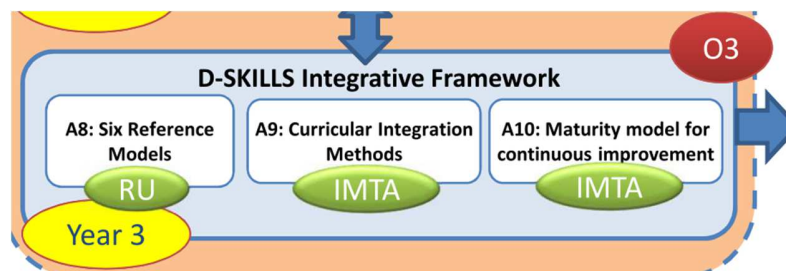 O3
D-SKILLS Integrative Framework
A8: Six Reference
Models
RU
A9: Curricular Integration
Methods
IMTA
A10: Maturity model for
continuous improvement
IMTA
Year 3